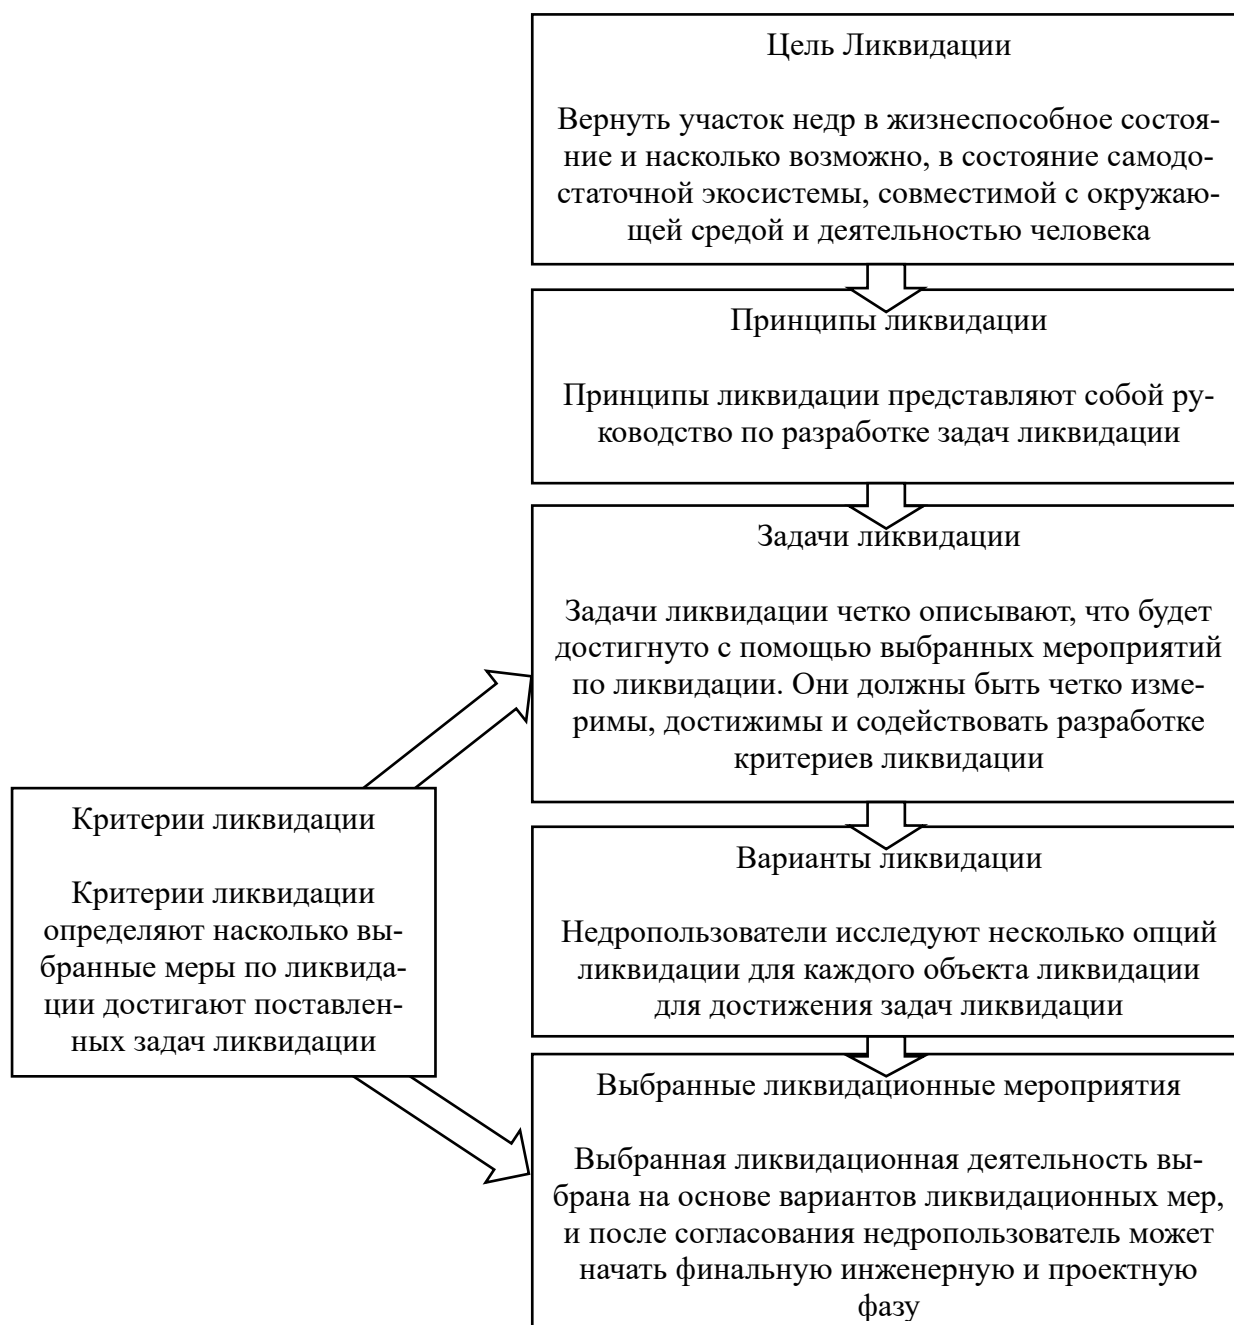 Цель Ликвидации
Вернуть участок недр в жизнеспособное состоя-
ние и насколько возможно, в состояние самодо-
статочной экосистемы, совместимой с окружаю-
щей средой и деятельностью человека
Принципы ликвидации
Принципы ликвидации представляют собой ру-
ководство по разработке задач ликвидации
Задачи ликвидации
Задачи ликвидации четко описывают, что будет
достигнуто с помощью выбранных мероприятий
по ликвидации. Они должны быть четко изме-
римы, достижимы и содействовать разработке
критериев ликвидации
Критерии ликвидации
Критерии ликвидации
определяют насколько вы-
бранные меры по ликвида-
ции достигают поставлен-
ных задач ликвидации
Варианты ликвидации
Недропользователи исследуют несколько опций
ликвидации для каждого объекта ликвидации
для достижения задач ликвидации
Выбранные ликвидационные мероприятия
Выбранная ликвидационная деятельность вы-
брана на основе вариантов ликвидационных мер,
и после согласования недропользователь может
начать финальную инженерную и проектную
фазу